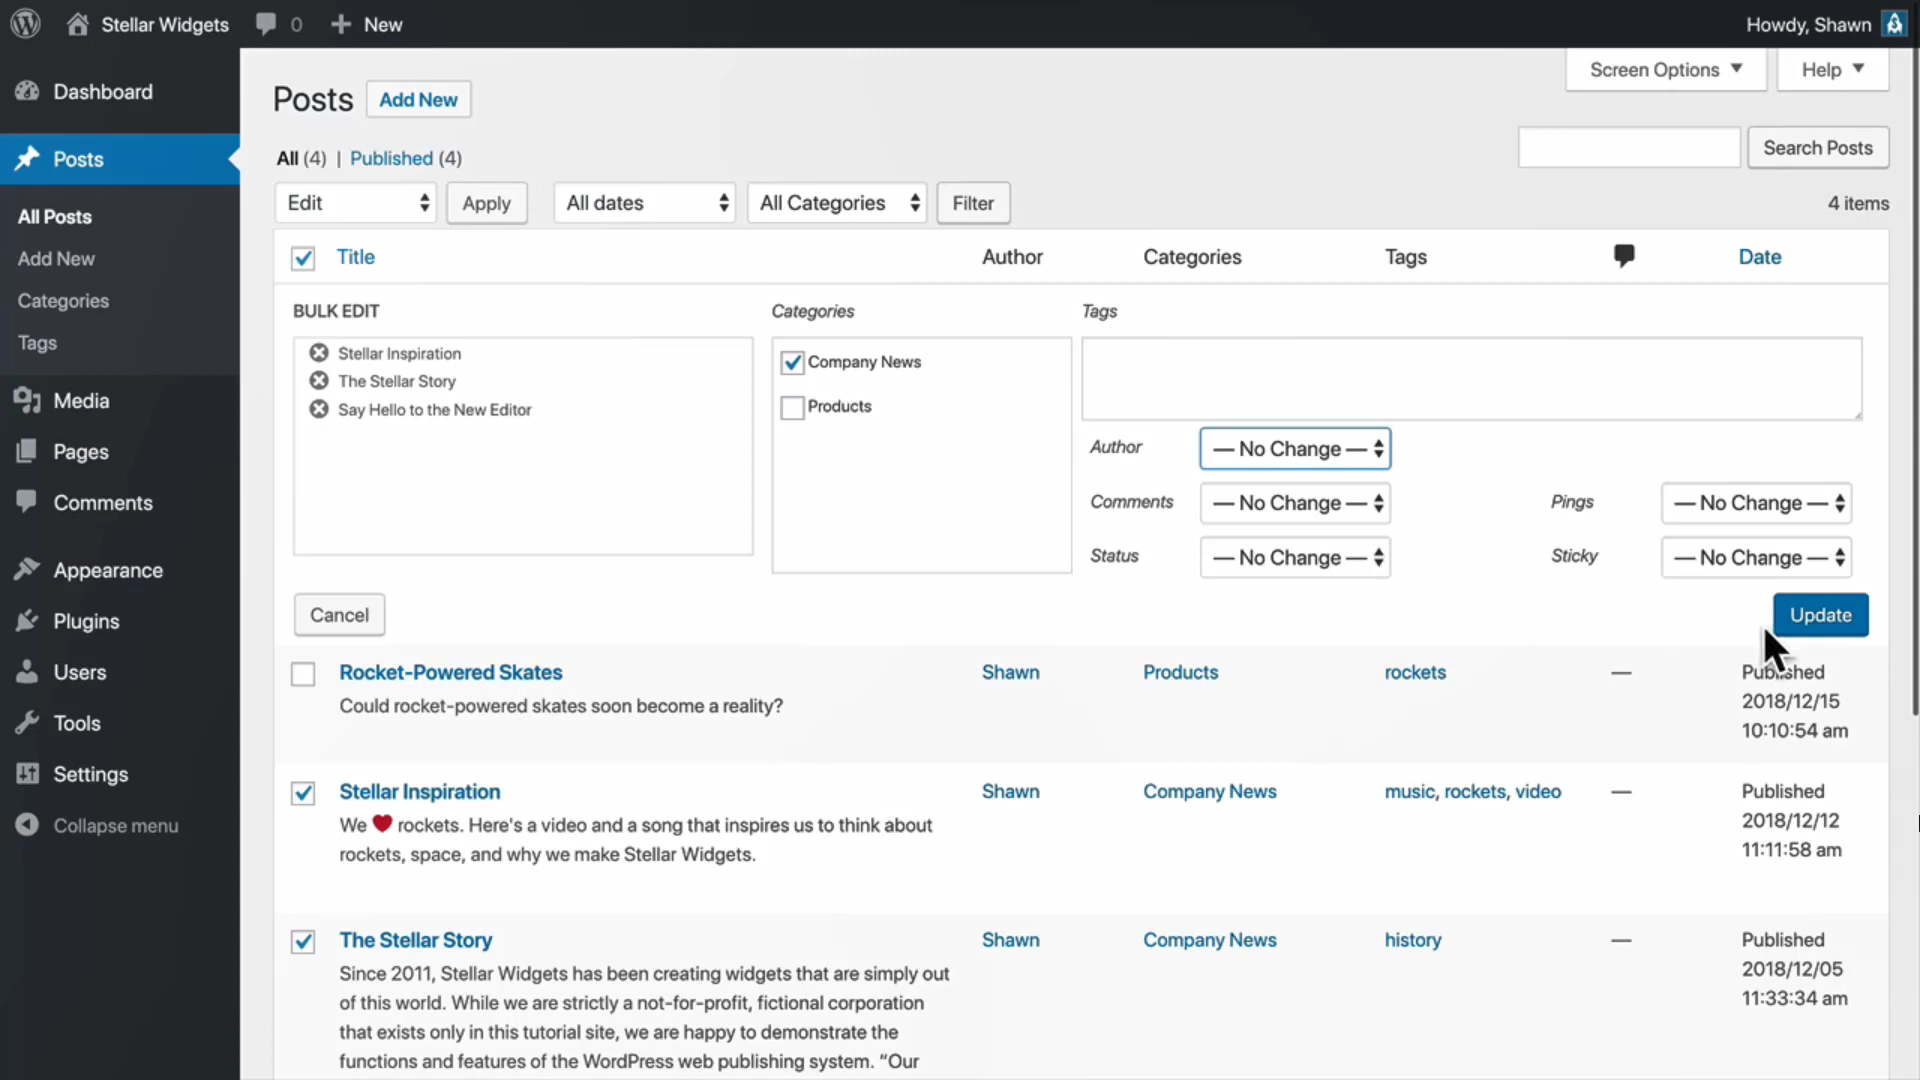 Stellar Widgets 0 New Howdy, Shawn
Dashboard
Posts
All Posts
Add New
Categories
Tags
Media
Pages
Comments
Appearance
Plugins
Users
Tools
Settings
Collapse menu
Screen Options Help
Posts Add New
All (4) | Published (4)
Search Posts
Edit Apply All dates All Categories Filter 4 items
Title Author Categories Tags Date
BULK EDIT Categories Tags
Stellar Inspiration
The Stellar Story
Say Hello to the New Editor
Company News
Products
Author — No Change —
Comments — No Change — Pings — No Change —
Status — No Change — Sticky — No Change —
Cancel Update
Rocket-Powered Skates Shawn Products rockets — Published
Could rocket-powered skates soon become a reality? 2018/12/15
10:10:54 am
Stellar Inspiration Shawn Company News music, rockets, video — Published
We ❤ rockets. Here's a video and a song that inspires us to think about 2018/12/12
rockets, space, and why we make Stellar Widgets. 11:11:58 am
The Stellar Story Shawn Company News history — Published
Since 2011, Stellar Widgets has been creating widgets that are simply out 2018/12/05
of this world. While we are strictly a not-for-profit, fictional corporation 11:33:34 am
that exists only in this tutorial site, we are happy to demonstrate the
functions and features of the WordPress web publishing system. “Our